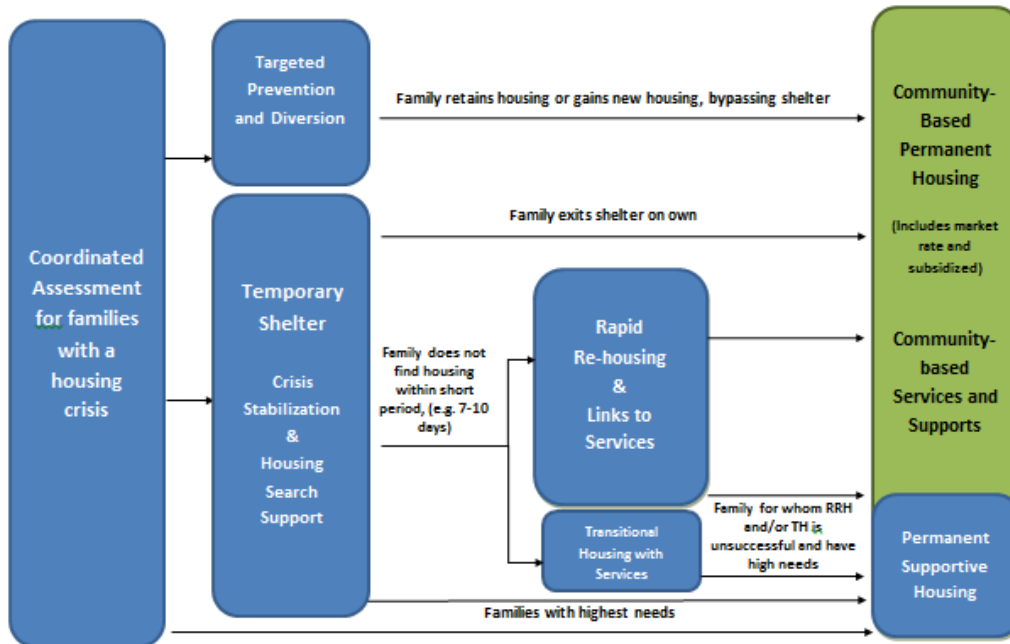 Coordinated
Assessment
for families
with a
housing
crisis
Targeted
Prevention
and Diversion
Family retains housing or gains new housing, bypassing shelter
Temporary
Shelter
Crisis
Stabilization
&
Housing
Search
Support
Family exits shelter on own
Family does not
find housing
within short
period, (e.g. 7-10
days)
Rapid
Re-housing
&
Links to
Services
Transitional
Housing with
Services
Family for whom RRH
and/or TH is
unsuccessful and have
high needs
Families with highest needs
Community-
Based
Permanent
Housing
(Includes market
rate and
subsidized)
Community-
based
Services and
Supports
Permanent
Supportive
Housing